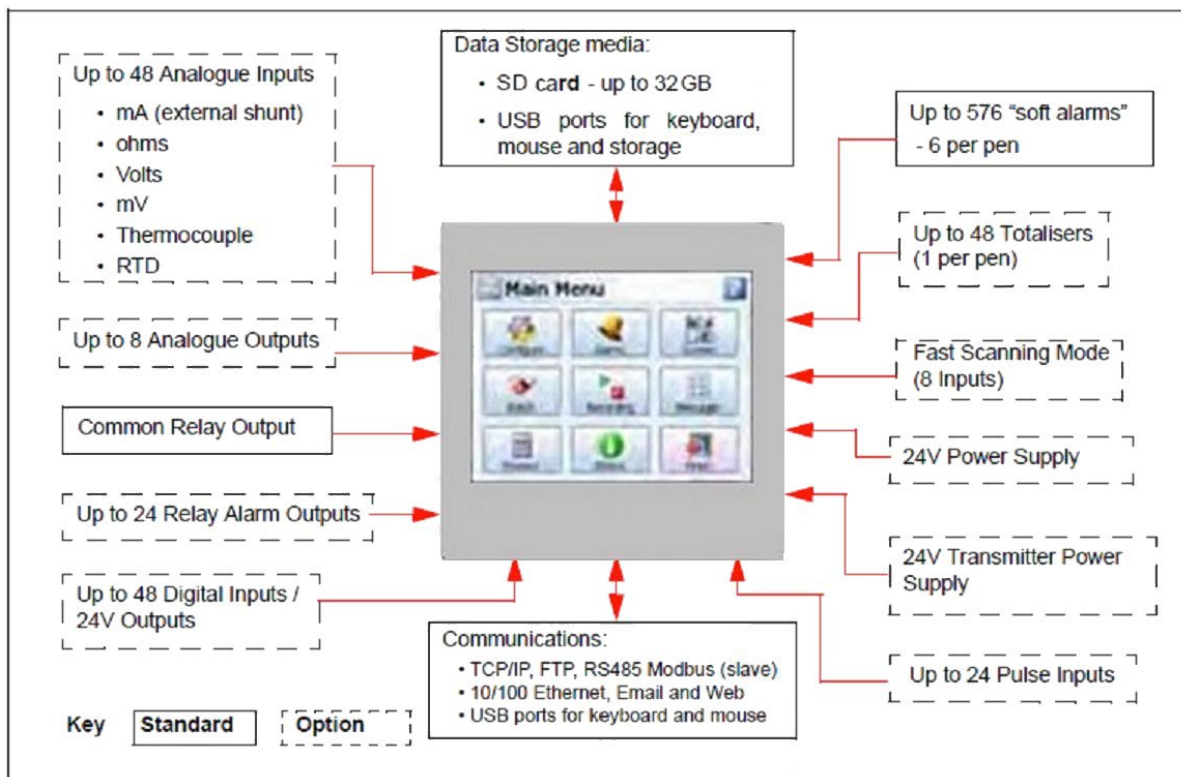 Up to 48 Analogue Inputs
• mA (external shunt)
• ohms
• Volts
• mV
• Thermocouple
• RTD
Up to 8 Analogue Outputs
Common Relay Output
Up to 24 Relay Alarm Outputs
Up to 48 Digital Inputs /
24V Outputs
Data Storage media:
• SD card - up to 32GB
• USB ports for keyboard,
mouse and storage
Main Menu
Communications:
• TCP/IP, FTP, RS485 Modbus (slave)
• 10/100 Ethernet, Email and Web
• USB ports for keyboard and mouse
Up to 576 “soft alarms”
- 6 per pen
Up to 48 Totalisers
(1 per pen)
Fast Scanning Mode
(8 Inputs)
24V Power Supply
24V Transmitter Power
Supply
Up to 24 Pulse Inputs
Key Standard Option